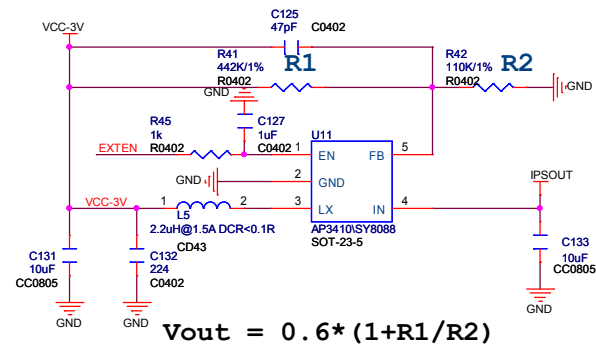 C125
VCC-3V
47pF
C0402
R41
R1
R42
R2
442K/1%
110K/1%
R0402
R0402
GND
GND
R45
C127
1k
1uF
U11
EXTEN
R0402
C0402
1
EN
FB
5
IPSOUT
GND
2
GND
VCC-3V
1
2
3
LX
IN
4
L5
2.2uH@1.5A DCR<0.1R
AP3410\SY8088
CD43
SOT-23-5
C131
C132
C133
10uF
224
10uF
CC0805
C0402
CC0805
GND
GND
GND
Vout = 0.6*(1+R1/R2)